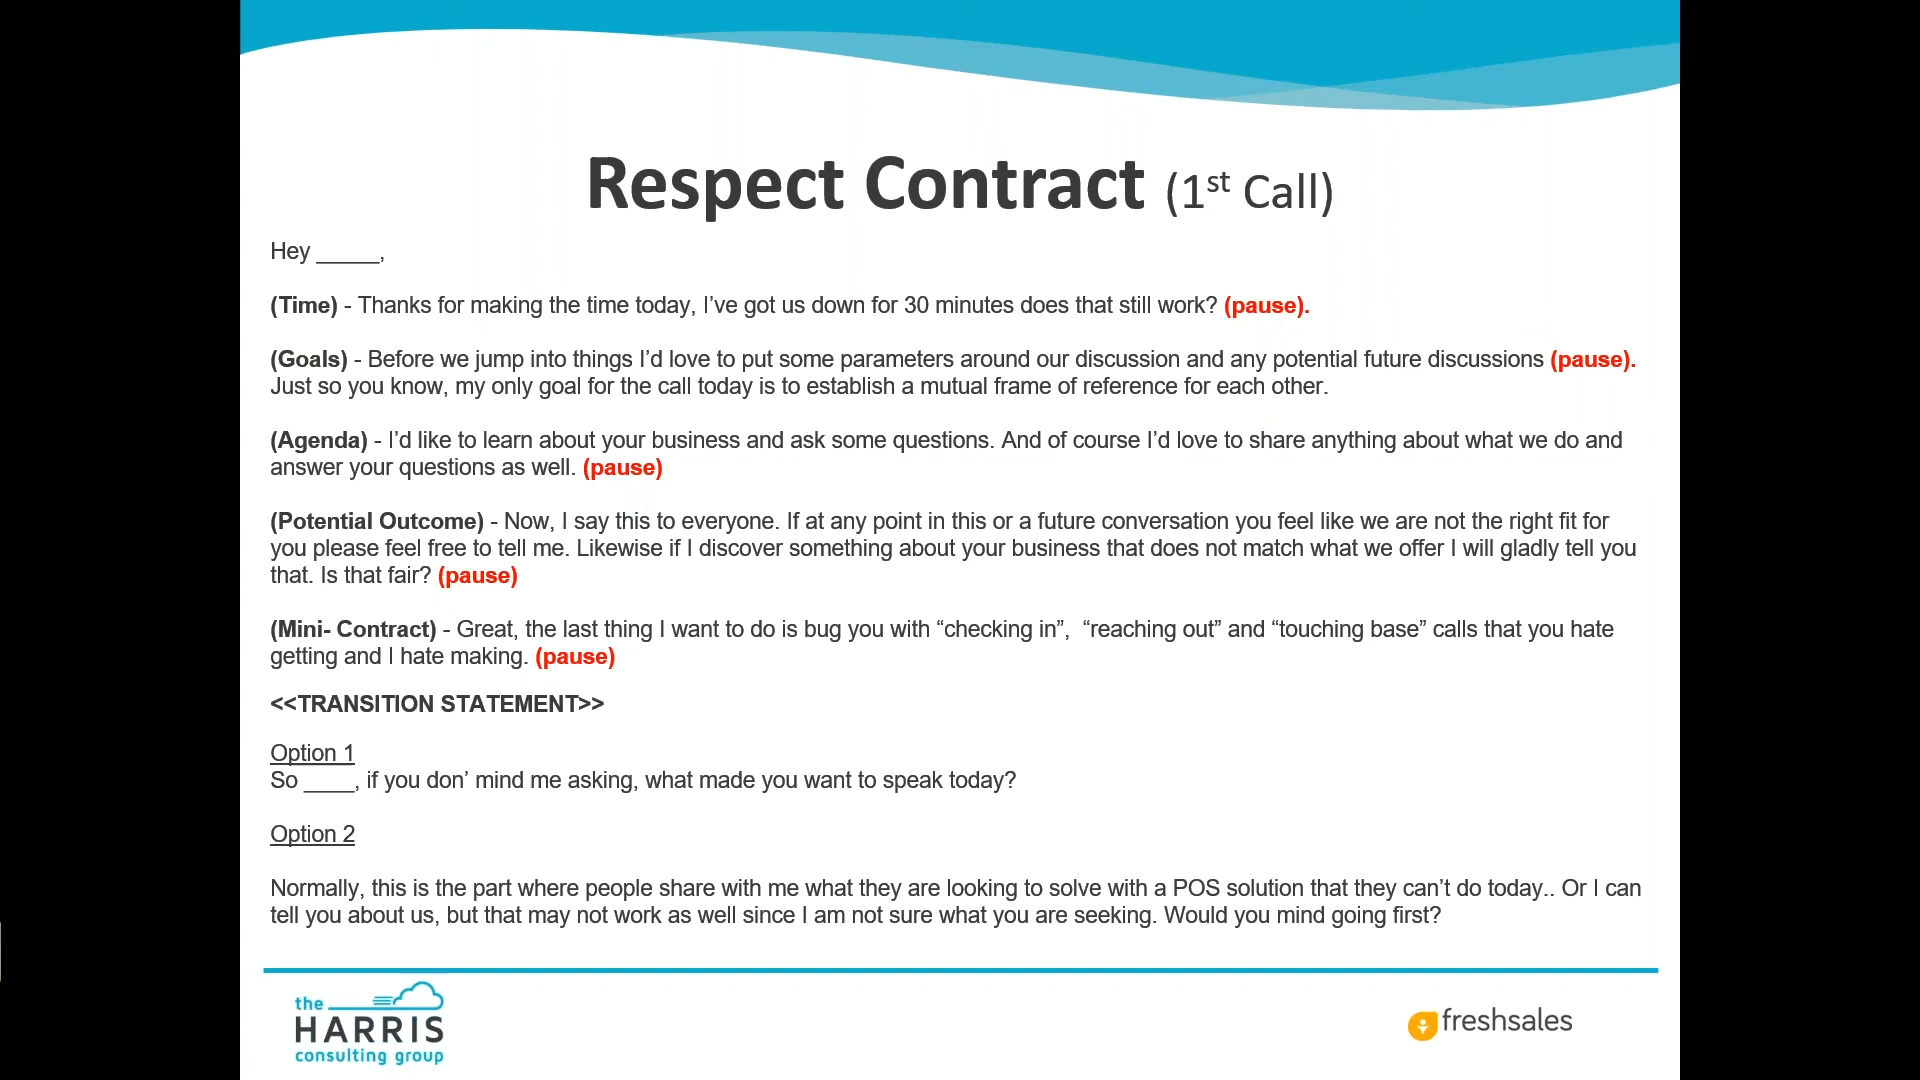 Respect Contract (1st Call)
Hey _____,
(Time) - Thanks for making the time today, I’ve got us down for 30 minutes does that still work? (pause).
(Goals) - Before we jump into things I’d love to put some parameters around our discussion and any potential future discussions (pause).
Just so you know, my only goal for the call today is to establish a mutual frame of reference for each other.
(Agenda) - I’d like to learn about your business and ask some questions. And of course I’d love to share anything about what we do and
answer your questions as well. (pause)
(Potential Outcome) - Now, I say this to everyone. If at any point in this or a future conversation you feel like we are not the right fit for
you please feel free to tell me. Likewise if I discover something about your business that does not match what we offer I will gladly tell you
that. Is that fair? (pause)
(Mini- Contract) - Great, the last thing I want to do is bug you with “checking in”,  “reaching out” and “touching base” calls that you hate
getting and I hate making. (pause)
<<TRANSITION STATEMENT>>
Option 1
So ____, if you don’ mind me asking, what made you want to speak today?
Option 2
Normally, this is the part where people share with me what they are looking to solve with a POS solution that they can’t do today.. Or I can
tell you about us, but that may not work as well since I am not sure what you are seeking. Would you mind going first?
the
HARRIS
consulting group
freshsales